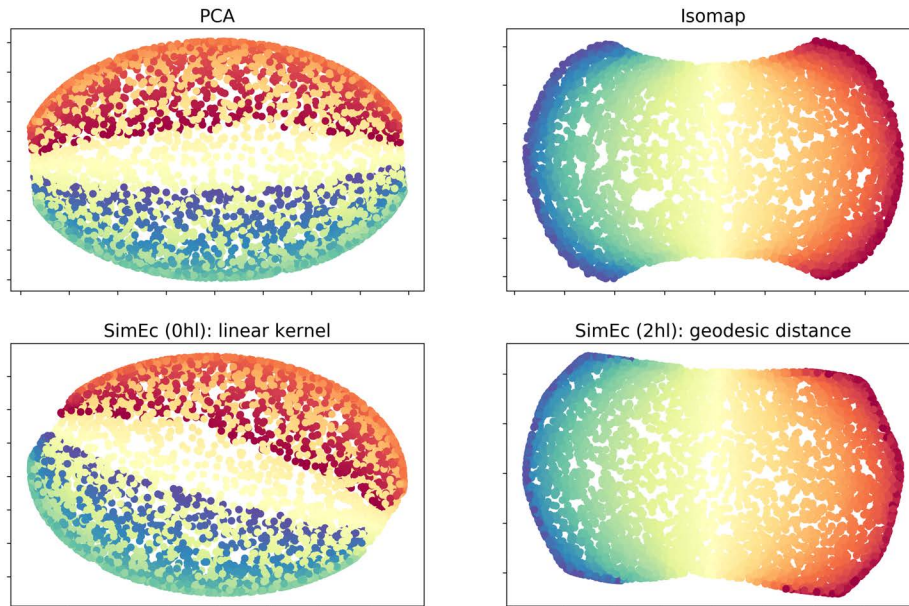 PCA
Isomap
SimEc (0hl): linear kernel
SimEc (2hl): geodesic distance